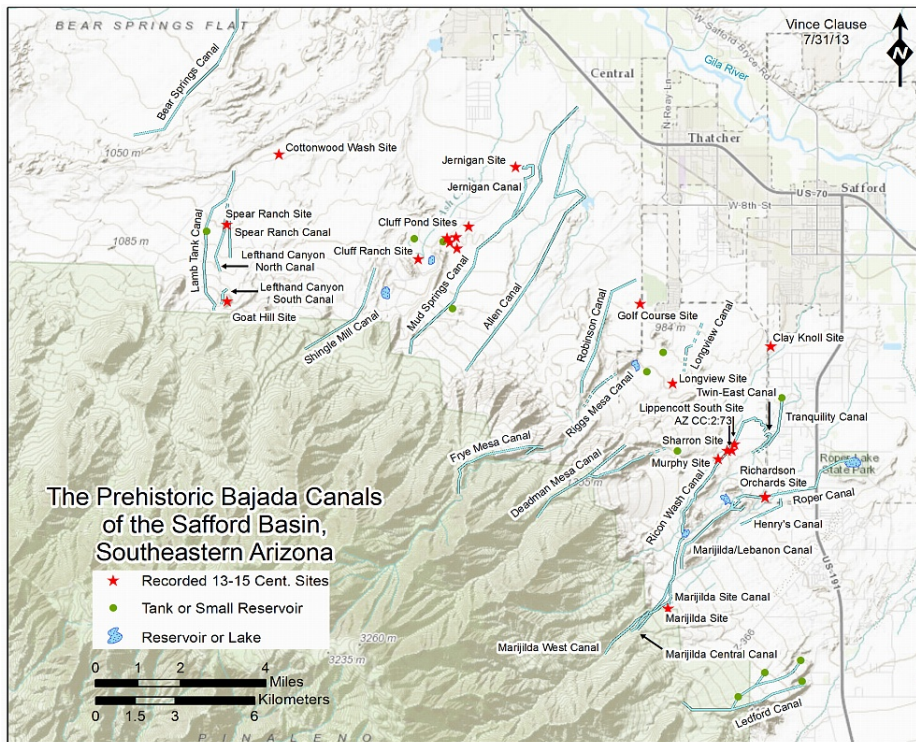 BEAR SPRINGS FLAT
Vince Clause
7/31/13
N
W-Safford-Bryce-Rd
Gila River
Bear Springs Canal
Central
N Reay Ln
Thatcher
US-70
Safford
W 8th St
1050 m
Cottonwood Wash Site
Jernigan Site
Jernigan Canal
Spear Ranch Site
Spear Ranch Canal
Cluff Pond Sites
1085 m
Lamb Tank Canal
Lefthand Canyon
North Canal
Cluff Ranch Site
Lefthand Canyon
South Canal
Goat Hill Site
Mud Springs Canal
Allen Canal
Shingle Mill Canal
Robinson Canal
Golf Course Site
984 m
Longview Canal
Clay Knoll Site
Riggs Mesa Canal
Longview Site
Twin-East Canal
Lippencott South Site
AZ CC:2:73
Tranquility Canal
Sharron Site
Frye Mesa Canal
Murphy Site
Roper Lake
State Park
Deadman Mesa Canal
Richardson
Orchards Site
Roper Canal
Ricon Wash Canal
Henry's Canal
Marijilda/Lebanon Canal
US-191
The Prehistoric Bajada Canals
of the Safford Basin,
Southeastern Arizona
Recorded 13-15 Cent. Sites
Tank or Small Reservoir
Reservoir or Lake
Marijilda Site Canal
Marijilda Site
Marijilda West Canal
Marijilda Central Canal
3260 m
3235 m
0 1 2 4
Miles
Kilometers
0 1.5 3 6
Ledford Canal
PINALENO